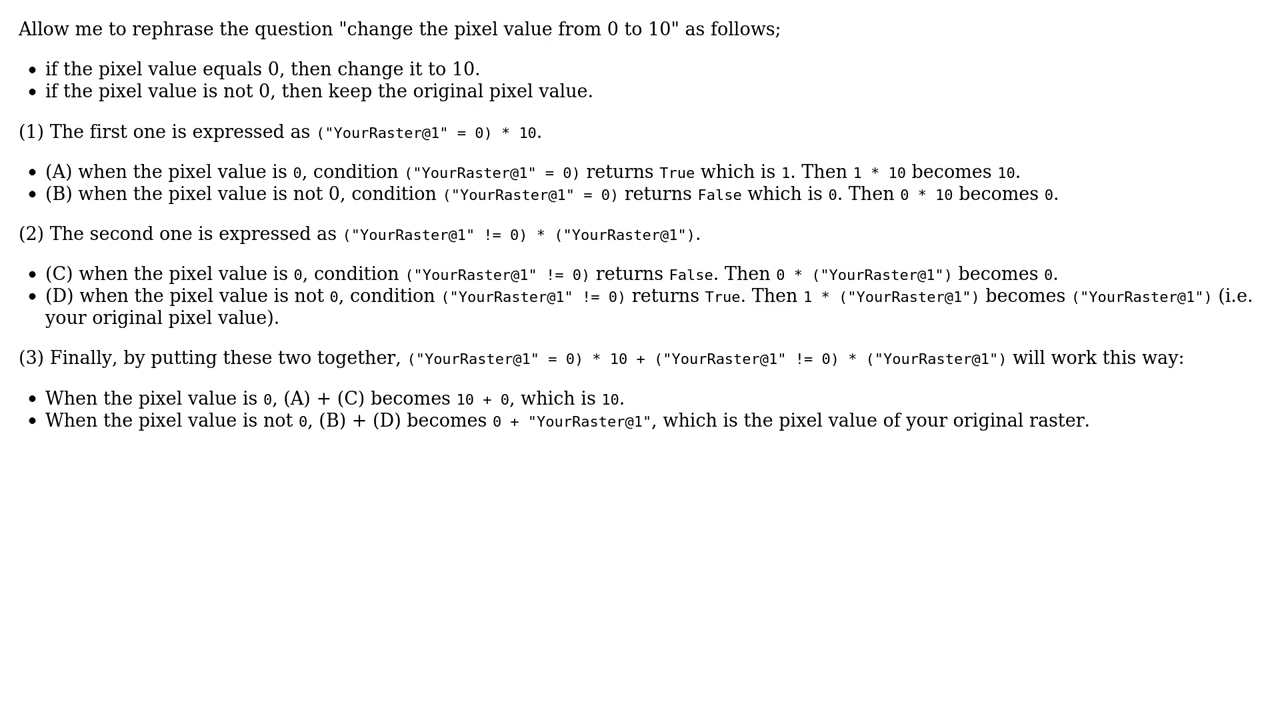 Allow me to rephrase the question "change the pixel value from 0 to 10" as follows;
• if the pixel value equals 0, then change it to 10.
• if the pixel value is not 0, then keep the original pixel value.
(1) The first one is expressed as ("YourRaster@1" = 0) * 10.
• (A) when the pixel value is 0, condition ("YourRaster@1" = 0) returns True which is 1. Then 1 * 10 becomes 10.
• (B) when the pixel value is not 0, condition ("YourRaster@1" = 0) returns False which is 0. Then 0 * 10 becomes 0.
(2) The second one is expressed as ("YourRaster@1" != 0) * ("YourRaster@1").
• (C) when the pixel value is 0, condition ("YourRaster@1" != 0) returns False. Then 0 * ("YourRaster@1") becomes 0.
• (D) when the pixel value is not 0, condition ("YourRaster@1" != 0) returns True. Then 1 * ("YourRaster@1") becomes ("YourRaster@1") (i.e.
your original pixel value).
(3) Finally, by putting these two together, ("YourRaster@1" = 0) * 10 + ("YourRaster@1" != 0) * ("YourRaster@1") will work this way:
• When the pixel value is 0, (A) + (C) becomes 10 + 0, which is 10.
• When the pixel value is not 0, (B) + (D) becomes 0 + "YourRaster@1", which is the pixel value of your original raster.